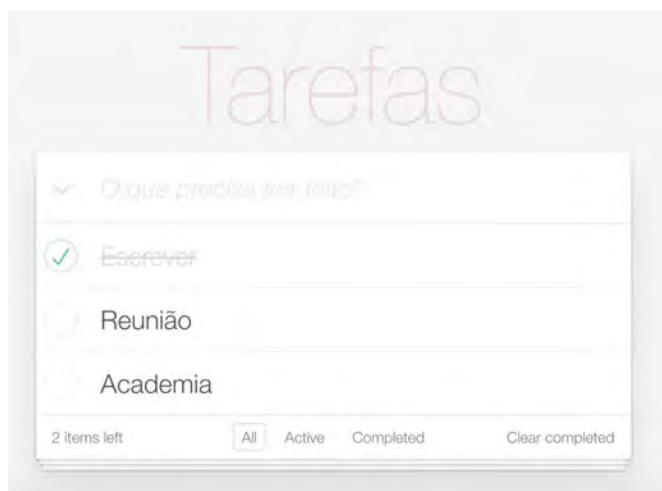 Tarefas
O que precisa ser feito?
Escrever
Reunião
Academia
2 items left All Active Completed Clear completed